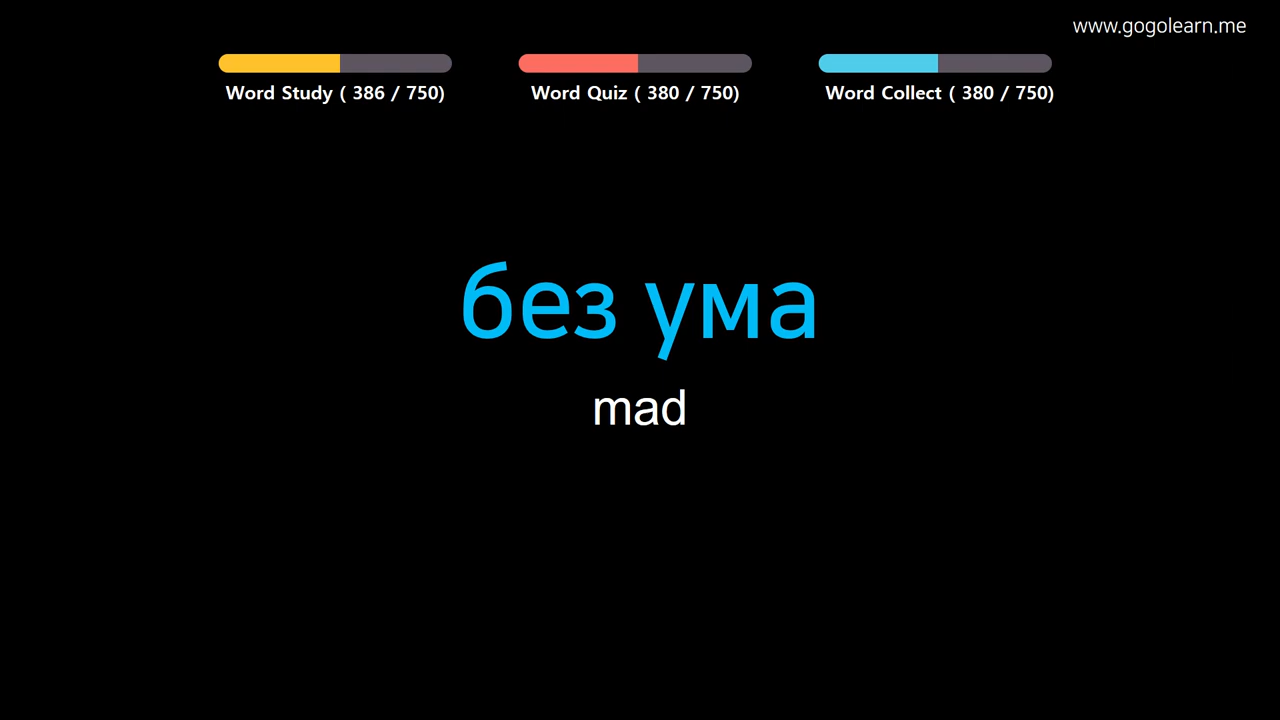 www.gogolearn.me
Word Study ( 386 / 750)
Word Quiz ( 380 / 750)
Word Collect ( 380 / 750)
без ума
mad